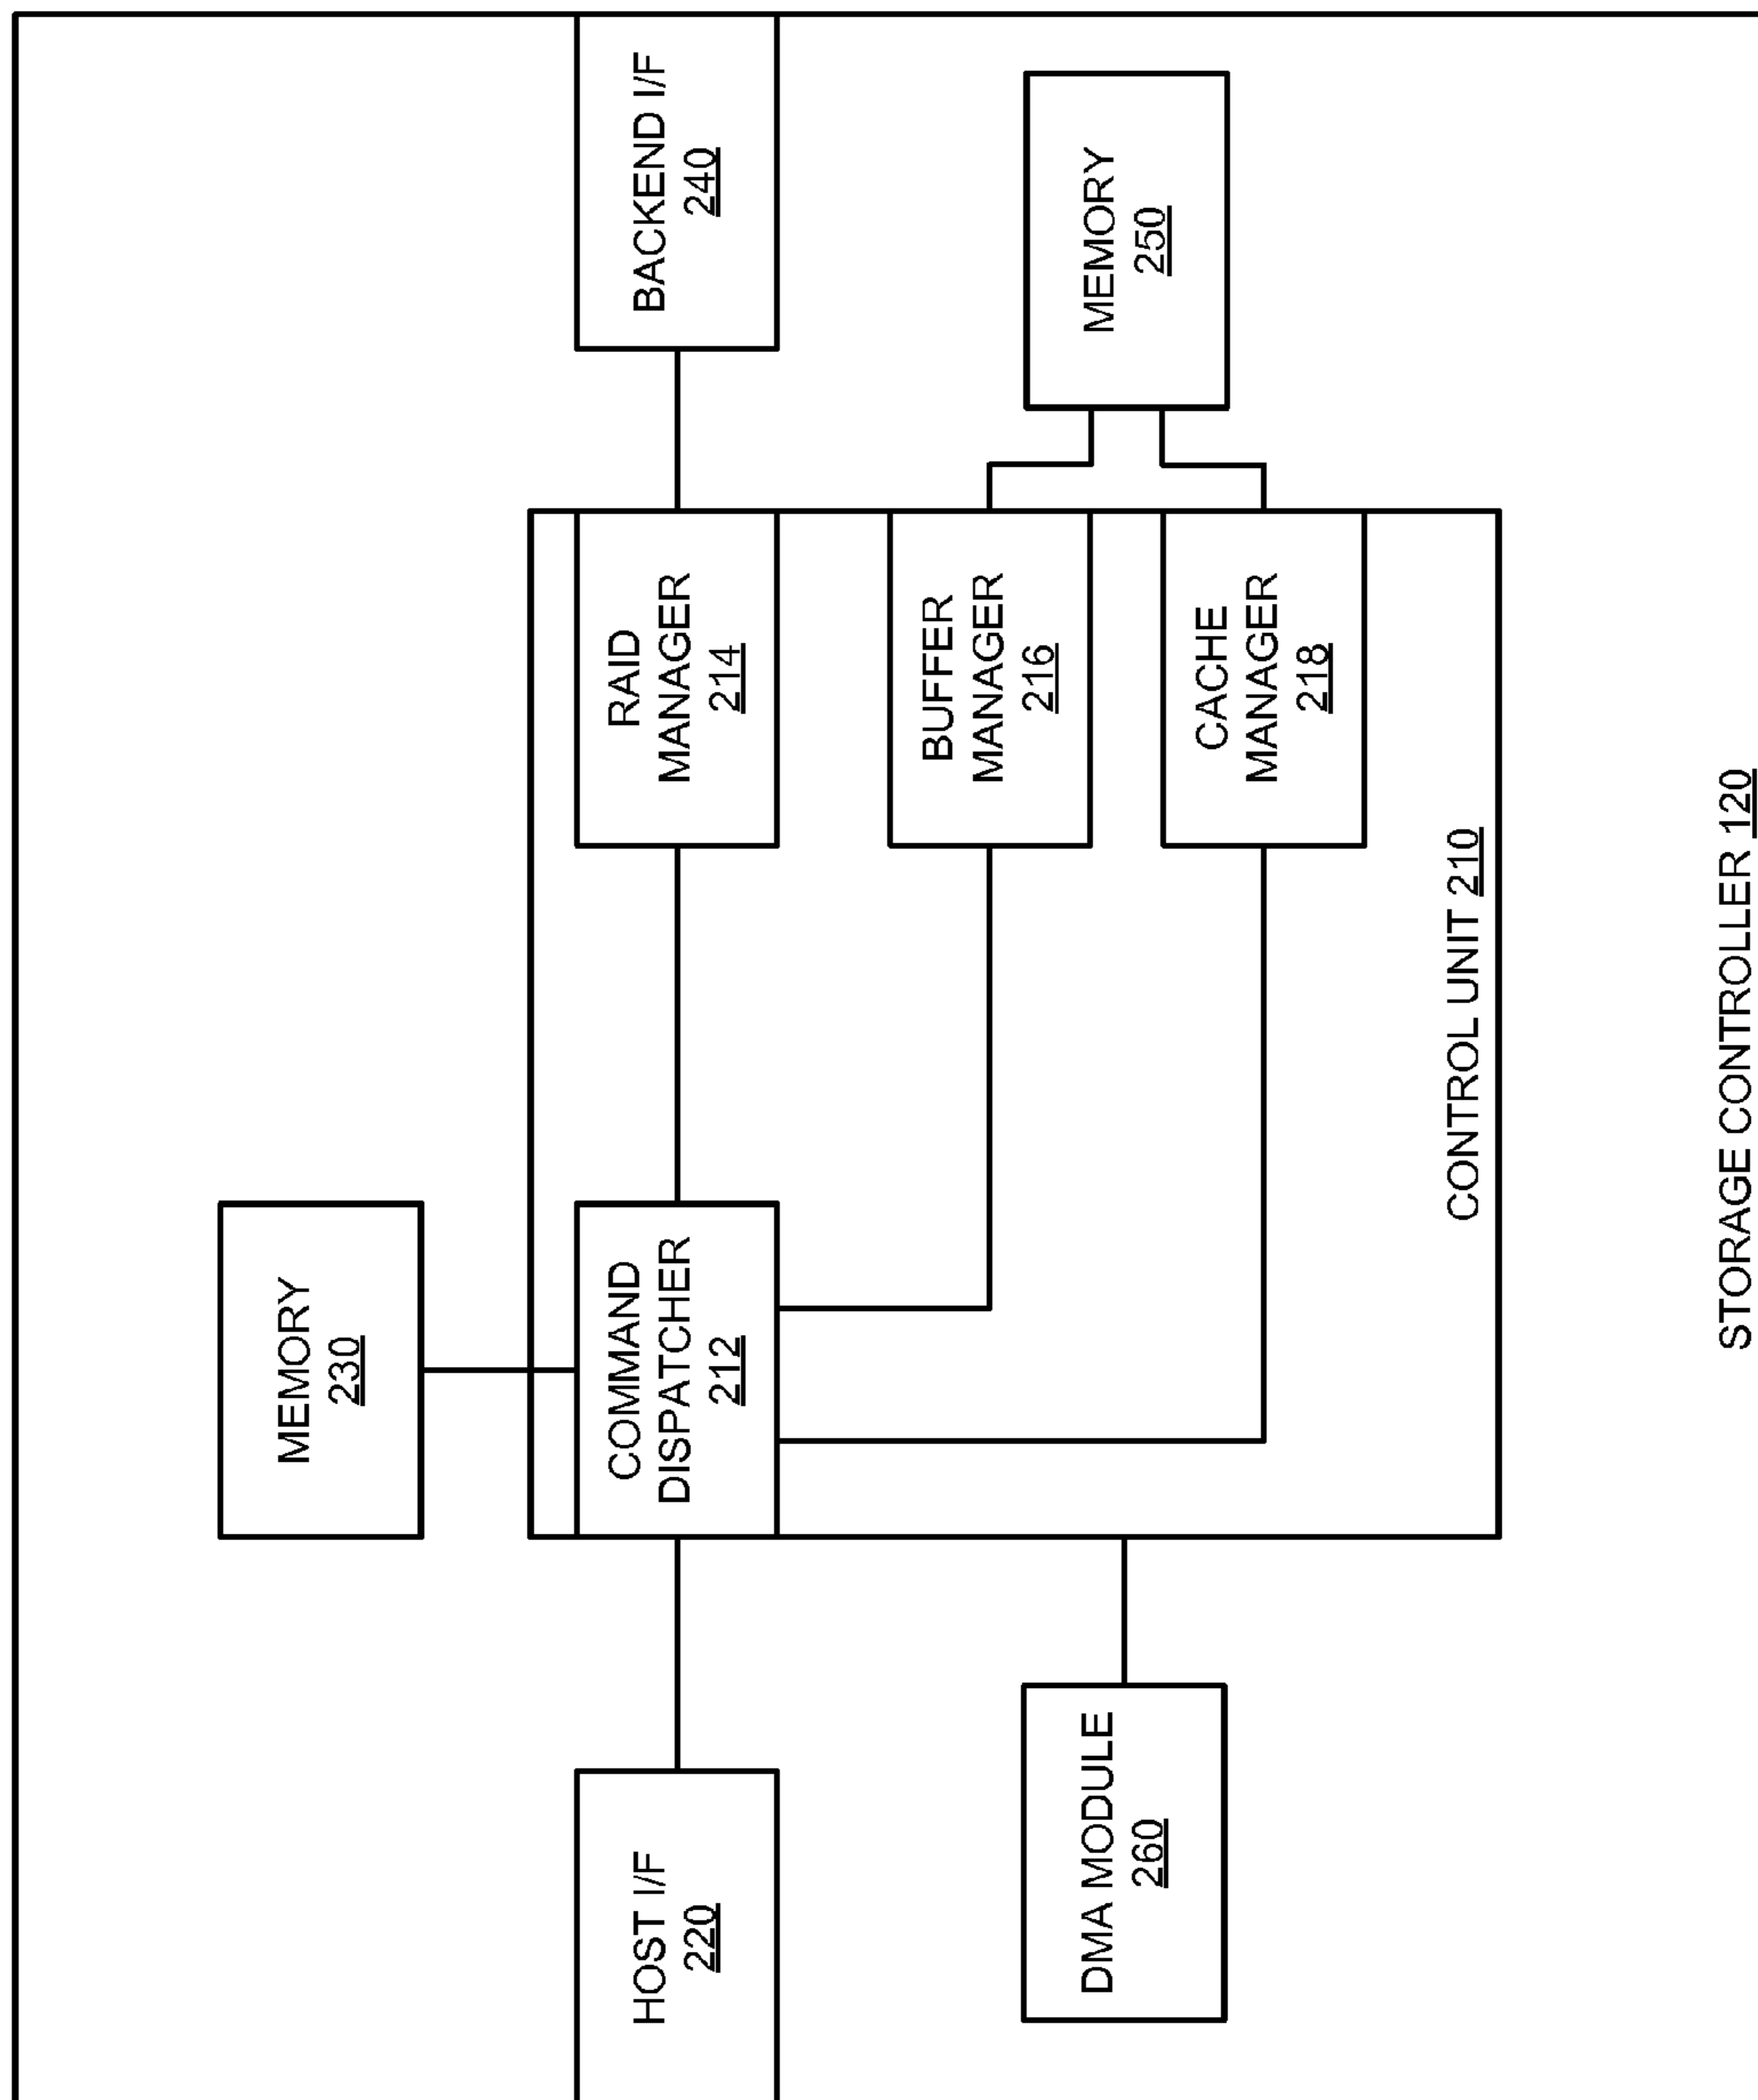 MEMORY
230
HOST I/F
220
COMMAND
DISPATCHER
212
RAID
MANAGER
214
BACKEND I/F
240
BUFFER
MANAGER
216
DMA MODULE
260
MEMORY
250
CACHE
MANAGER
218
CONTROL UNIT 210
STORAGE CONTROLLER 120